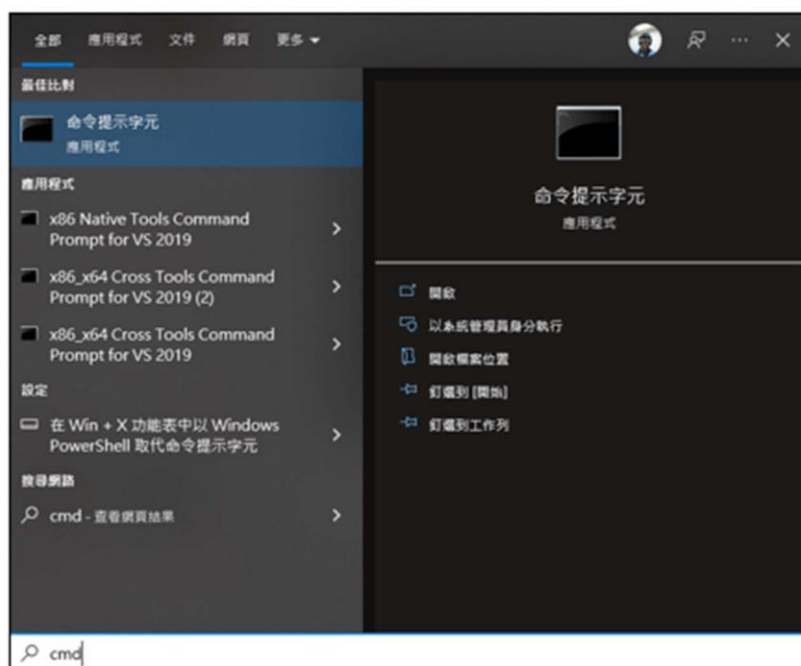 全部 應用程式 文件 網頁 更多
最佳比對
命令提示字元
應用程式
應用程式
x86 Native Tools Command
Prompt for VS 2019
x86_x64 Cross Tools Command
Prompt for VS 2019 (2)
x86_x64 Cross Tools Command
Prompt for VS 2019
設定
在 Win + X 功能表中以 Windows
PowerShell 取代命令提示字元
搜尋網路
cmd - 查看網頁結果
命令提示字元
應用程式
開啟
以系統管理員身分執行
開啟檔案位置
釘選到 [開始]
釘選到工作列
cmd